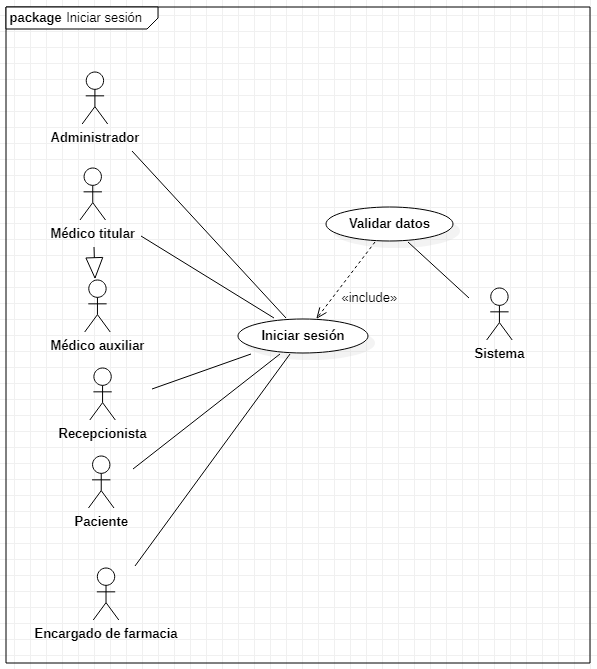 package Iniciar sesión
Administrador
Médico titular
Validar datos
«include»
Iniciar sesión
Médico auxiliar
Sistema
Recepcionista
Paciente
Encargado de farmacia